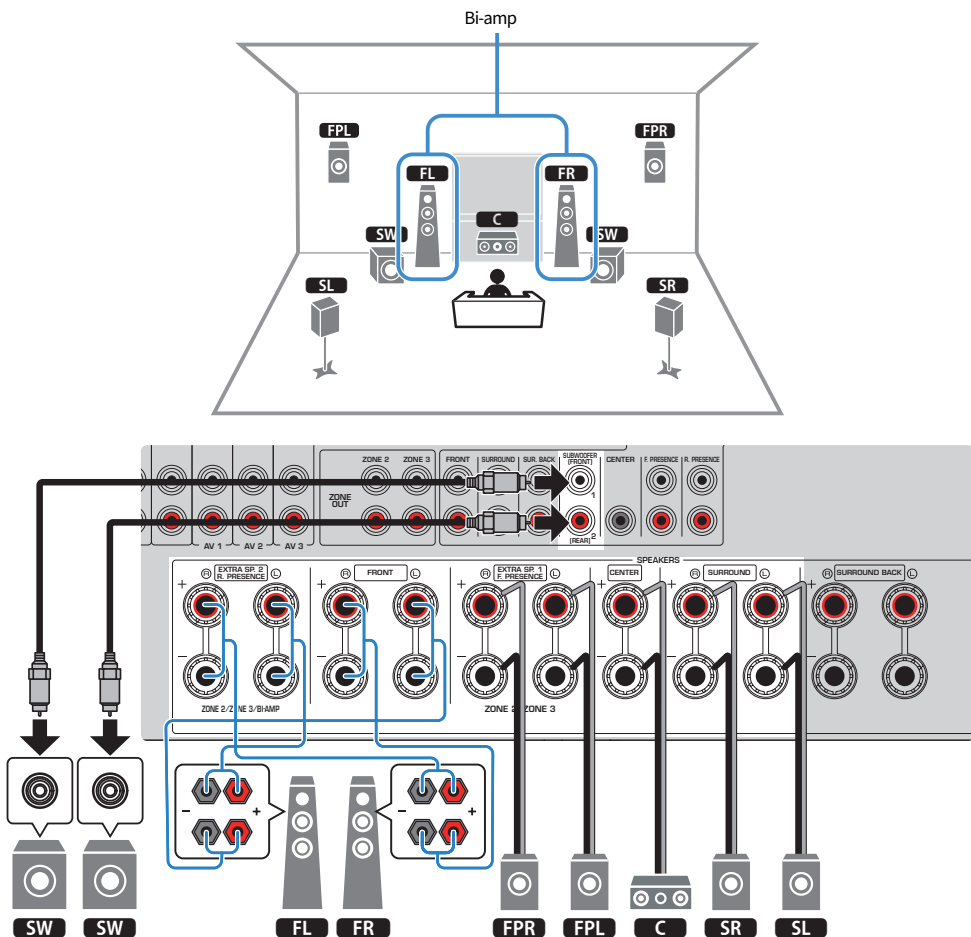 Bi-amp
FPL
FPR
FL
FR
C
SW
SW
SL
SR
ZONE 2
ZONE 3
FRONT
SURROUND
SUR. BACK
SUBWOOFER
(FRONT)
CENTER
F. PRESENCE
R. PRESENCE
ZONE
OUT
1
2
(REAR)
AV 1
AV 2
AV 3
SPEAKERS
EXTRA SP. 2
R. PRESENCE
R
L
FRONT
R
L
EXTRA SP. 1
F. PRESENCE
R
L
CENTER
SURROUND
R
L
SURROUND BACK
R
L
+
+
+
+
+
+
−
−
−
−
−
−
ZONE 2/ZONE 3/BI-AMP
ZONE 2/ZONE 3
− +
− +
SW
SW
FL
FR
FPR
FPL
C
SR
SL